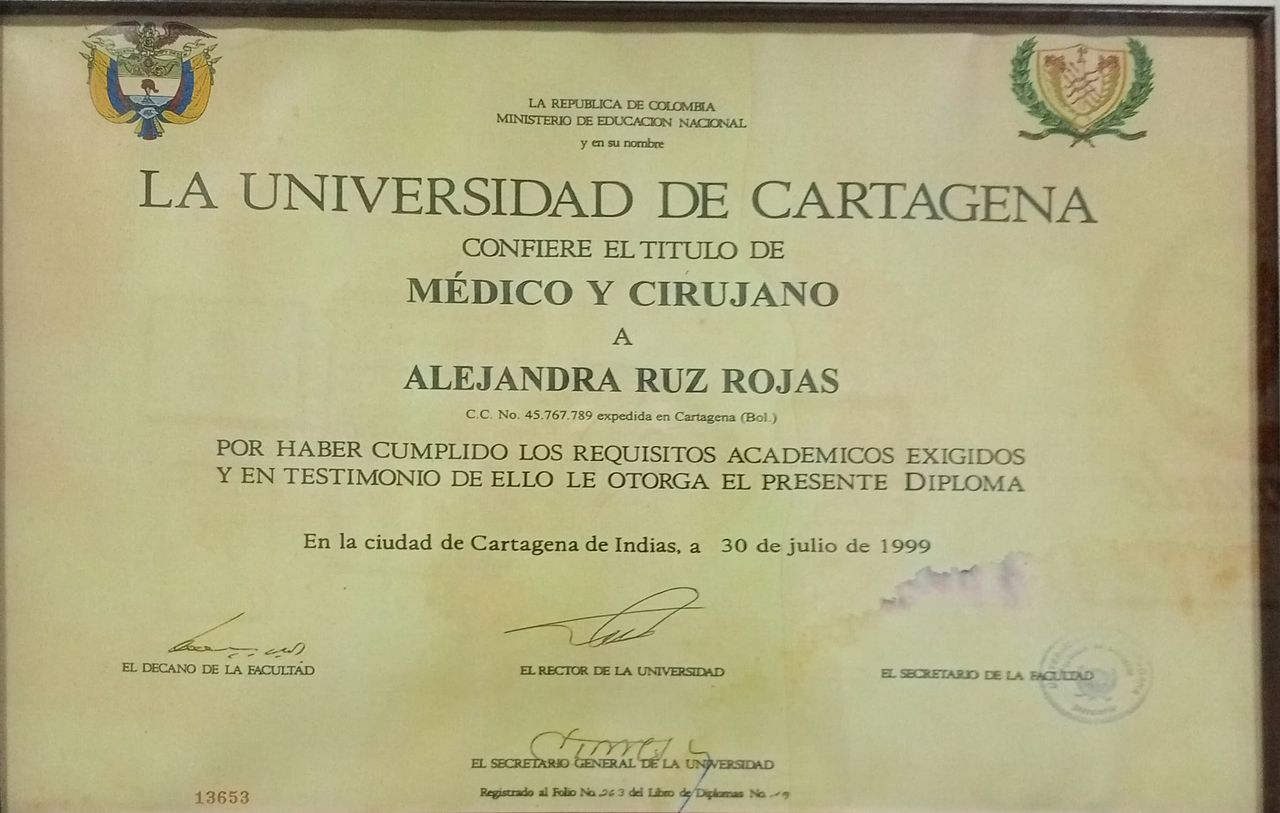 LA REPUBLICA DE COLOMBIA
MINISTERIO DE EDUCACION NACIONAL
y en su nombre
LA UNIVERSIDAD DE CARTAGENA
CONFIERE EL TITULO DE
MÉDICO Y CIRUJANO
A
ALEJANDRA RUZ ROJAS
C.C. No. 45.767.789 expedida en Cartagena (Bol.)
POR HABER CUMPLIDO LOS REQUISITOS ACADEMICOS EXIGIDOS
Y EN TESTIMONIO DE ELLO LE OTORGA EL PRESENTE DIPLOMA
En la ciudad de Cartagena de Indias, a 30 de julio de 1999
EL DECANO DE LA FACULTAD
EL RECTOR DE LA UNIVERSIDAD
EL SECRETARIO DE LA FACULTAD
EL SECRETARIO GENERAL DE LA UNIVERSIDAD
Registrado al Folio No. 263 del Libro de Diplomas No.
13653